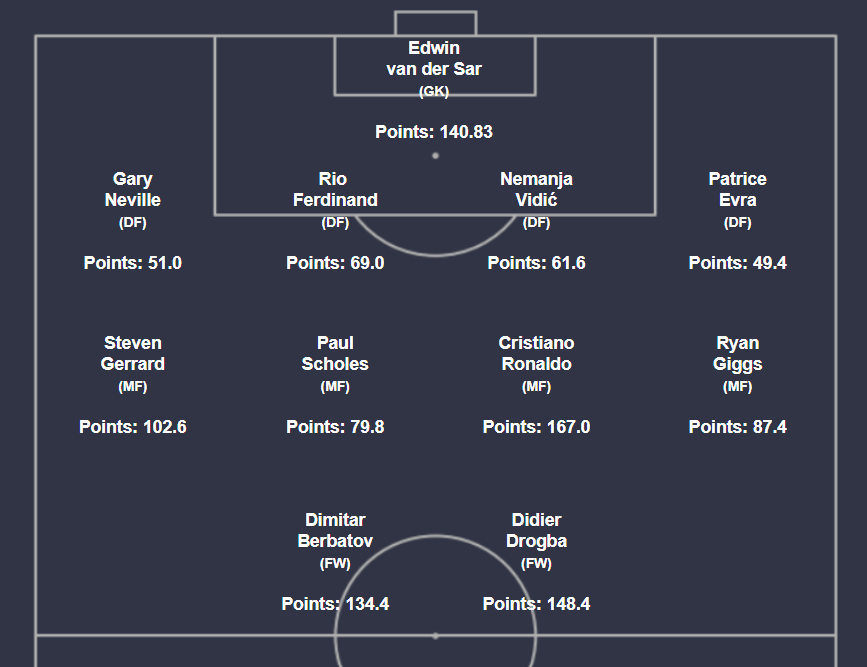 Edwin
van der Sar
(GK)
Points: 140.83
Gary
Neville
(DF)
Points: 51.0
Rio
Ferdinand
(DF)
Points: 69.0
Nemanja
Vidić
(DF)
Points: 61.6
Patrice
Evra
(DF)
Points: 49.4
Steven
Gerrard
(MF)
Points: 102.6
Paul
Scholes
(MF)
Points: 79.8
Cristiano
Ronaldo
(MF)
Points: 167.0
Ryan
Giggs
(MF)
Points: 87.4
Dimitar
Berbatov
(FW)
Points: 134.4
Didier
Drogba
(FW)
Points: 148.4